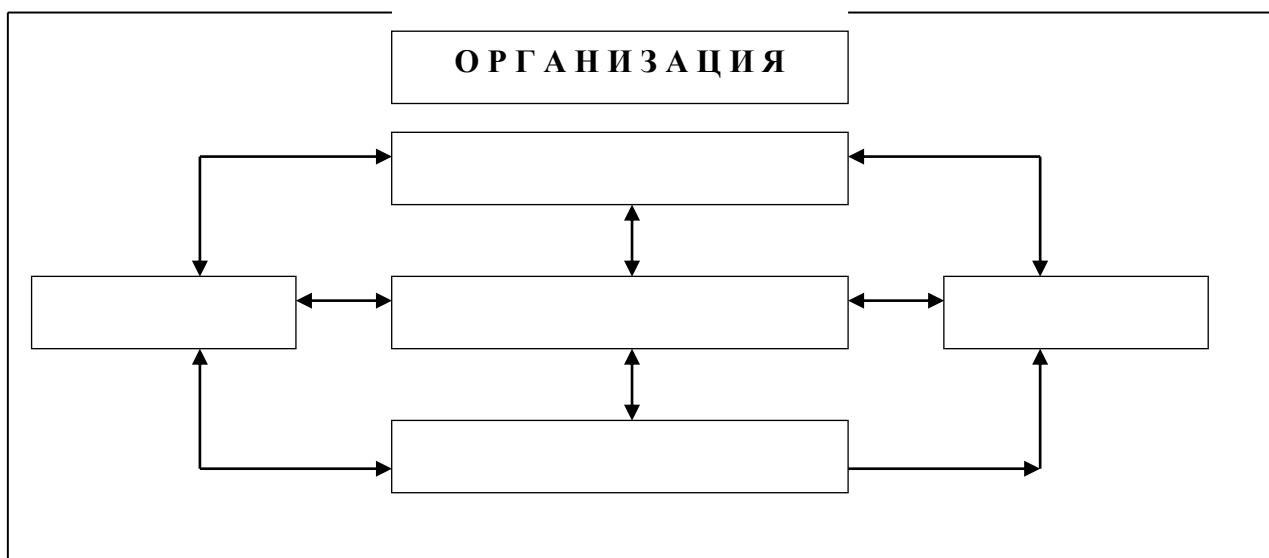 О Р Г А Н И З А Ц И Я